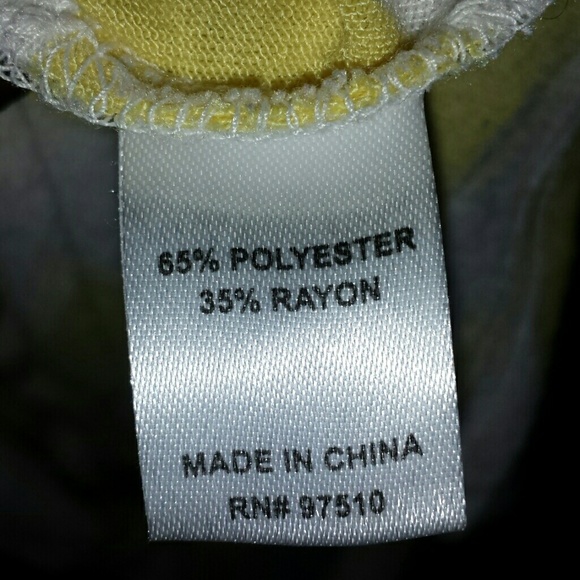 65% POLYESTER
35% RAYON
MADE IN CHINA
RN# 97510